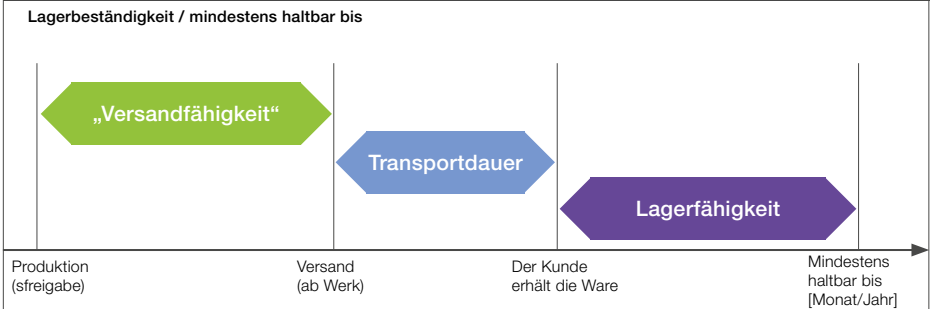 Lagerbeständigkeit / mindestens haltbar bis
„Versandfähigkeit“
Transportdauer
Lagerfähigkeit
Produktion
(sfreigabe)
Versand
(ab Werk)
Der Kunde
erhält die Ware
Mindestens
haltbar bis
[Monat/Jahr]